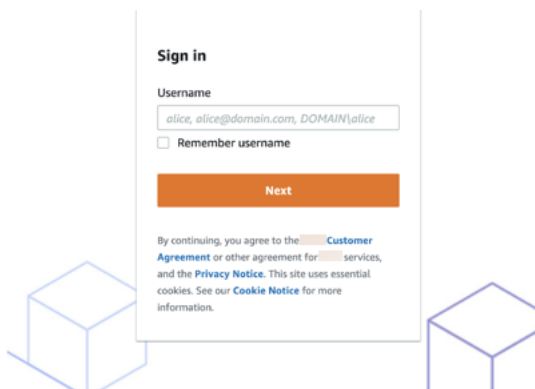 Sign in
Username
alice, alice@domain.com, DOMAIN\alice
Remember username
Next
By continuing, you agree to the Customer
Agreement or other agreement for services,
and the Privacy Notice. This site uses essential
cookies. See our Cookie Notice for more
information.